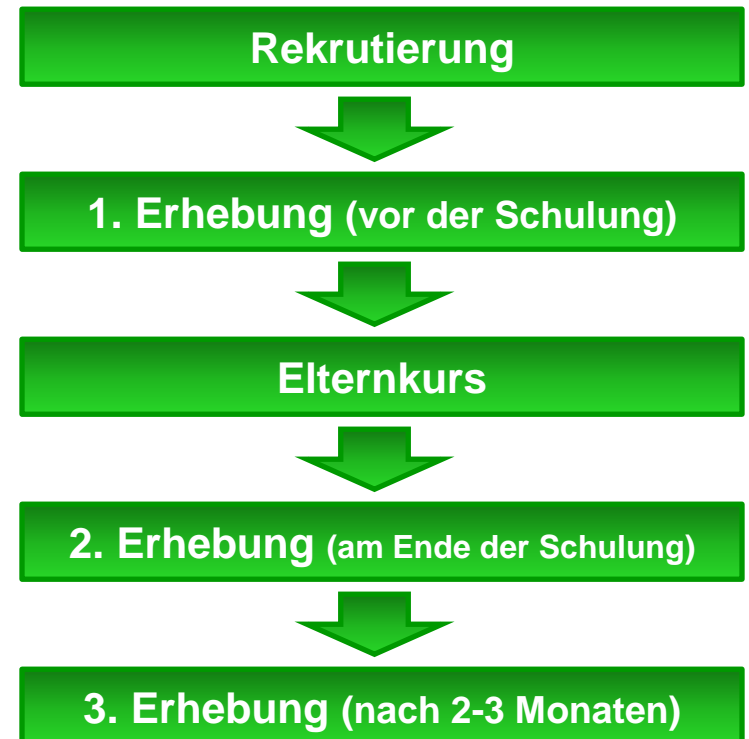 Rekrutierung
1. Erhebung (vor der Schulung)
Elternkurs
2. Erhebung (am Ende der Schulung)
3. Erhebung (nach 2-3 Monaten)